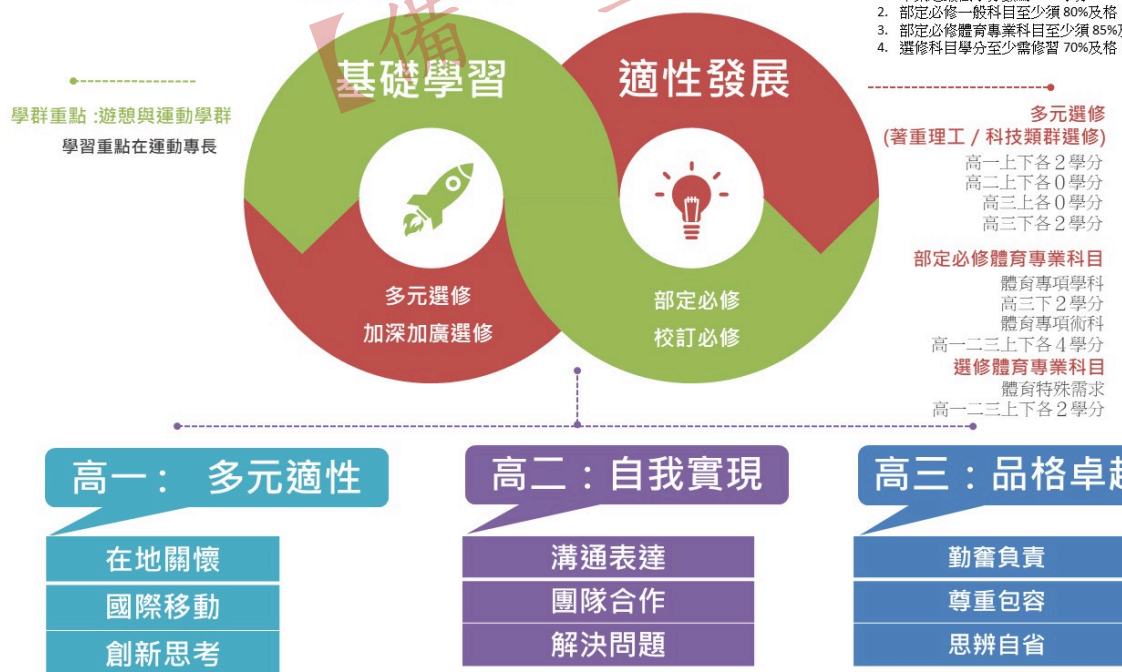 2. 部定必修一般科目至少須 80%及格
3. 部定必修體育專業科目至少須 85%
4. 選修科目學分至少需修習 70%及格
備
基礎學習
適性發展
學群重點 :遊憩與運動學群
學習重點在運動專長
多元選修
加深加廣選修
部定必修
校訂必修
多元選修
(著重理工 / 科技類群選修)
高一上下各２學分
高二上下各０學分
高三上各０學分
高三下各２學分
部定必修體育專業科目
體育專項學科
高三下２學分
體育專項術科
高一二三上下各４學分
選修體育專業科目
體育特殊需求
高一二三上下各２學分
高一： 多元適性
在地關懷
國際移動
創新思考
高二：自我實現
溝通表達
團隊合作
解決問題
高三：品格卓越
勤奮負責
尊重包容
思辨自省